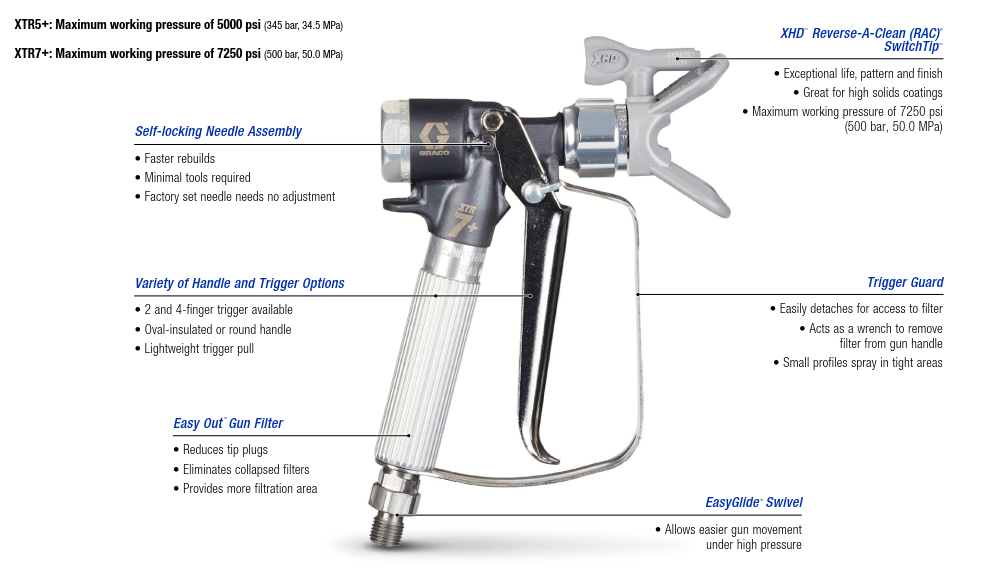 XTR5+: Maximum working pressure of 5000 psi (345 bar, 34.5 MPa)
XTR7+: Maximum working pressure of 7250 psi (500 bar, 50.0 MPa)
XHD™ Reverse-A-Clean (RAC)®
SwitchTip™
• Exceptional life, pattern and finish
• Great for high solids coatings
• Maximum working pressure of 7250 psi
(500 bar, 50.0 MPa)
XHD
Self-locking Needle Assembly
• Faster rebuilds
• Minimal tools required
• Factory set needle needs no adjustment
G
GRACO
XTR
7+
Variety of Handle and Trigger Options
• 2 and 4-finger trigger available
• Oval-insulated or round handle
• Lightweight trigger pull
Trigger Guard
• Easily detaches for access to filter
• Acts as a wrench to remove
filter from gun handle
• Small profiles spray in tight areas
Easy Out™ Gun Filter
• Reduces tip plugs
• Eliminates collapsed filters
• Provides more filtration area
EasyGlide™ Swivel
• Allows easier gun movement
under high pressure